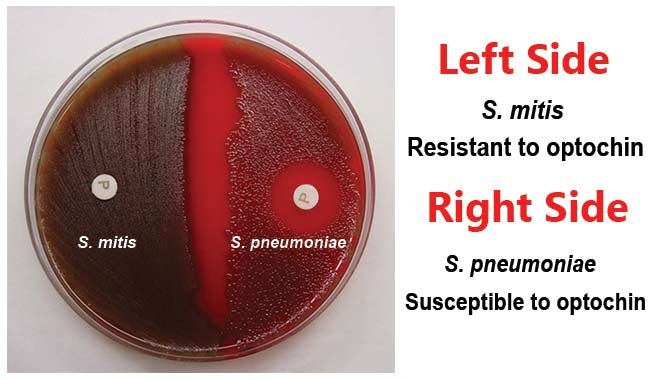 Left Side
S. mitis
Resistant to optochin
Right Side
S. pneumoniae
Susceptible to optochin
P
P
S. mitis
S. pneumoniae